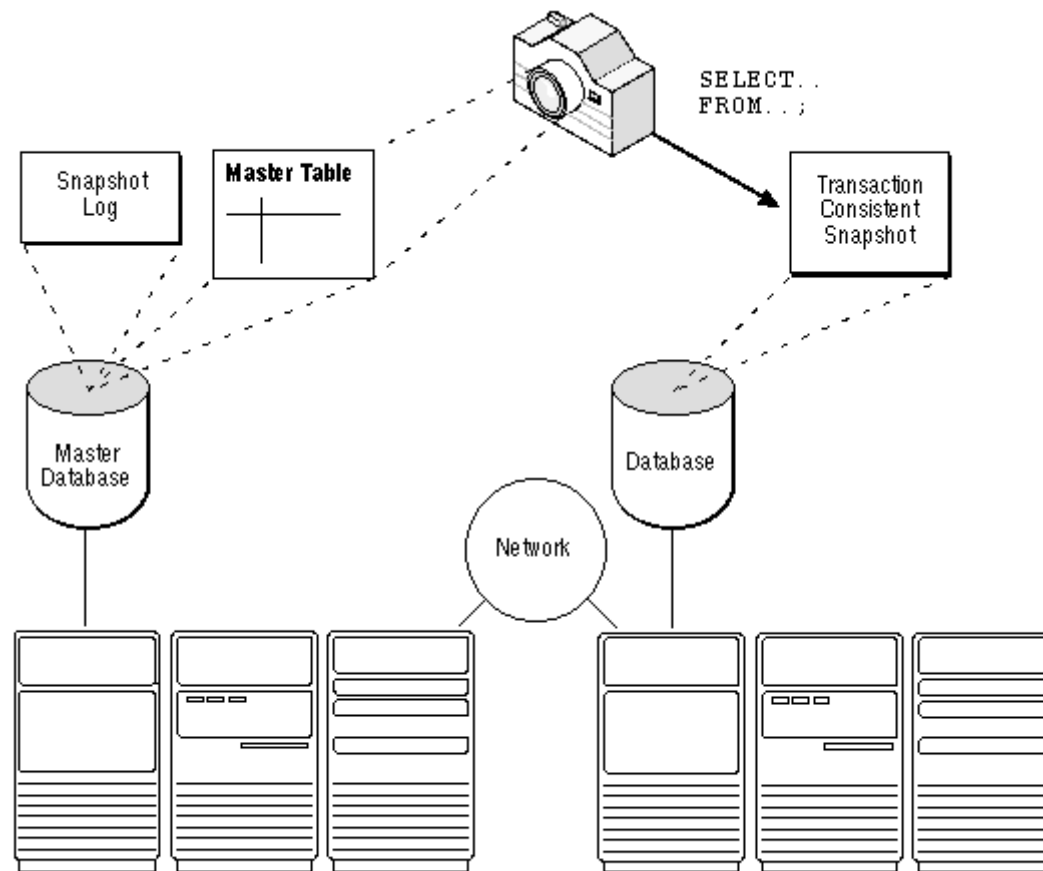 SELECT..
FROM..;
Snapshot
Log
Master Table
Transaction
Consistent
Snapshot
Master
Database
Database
Network